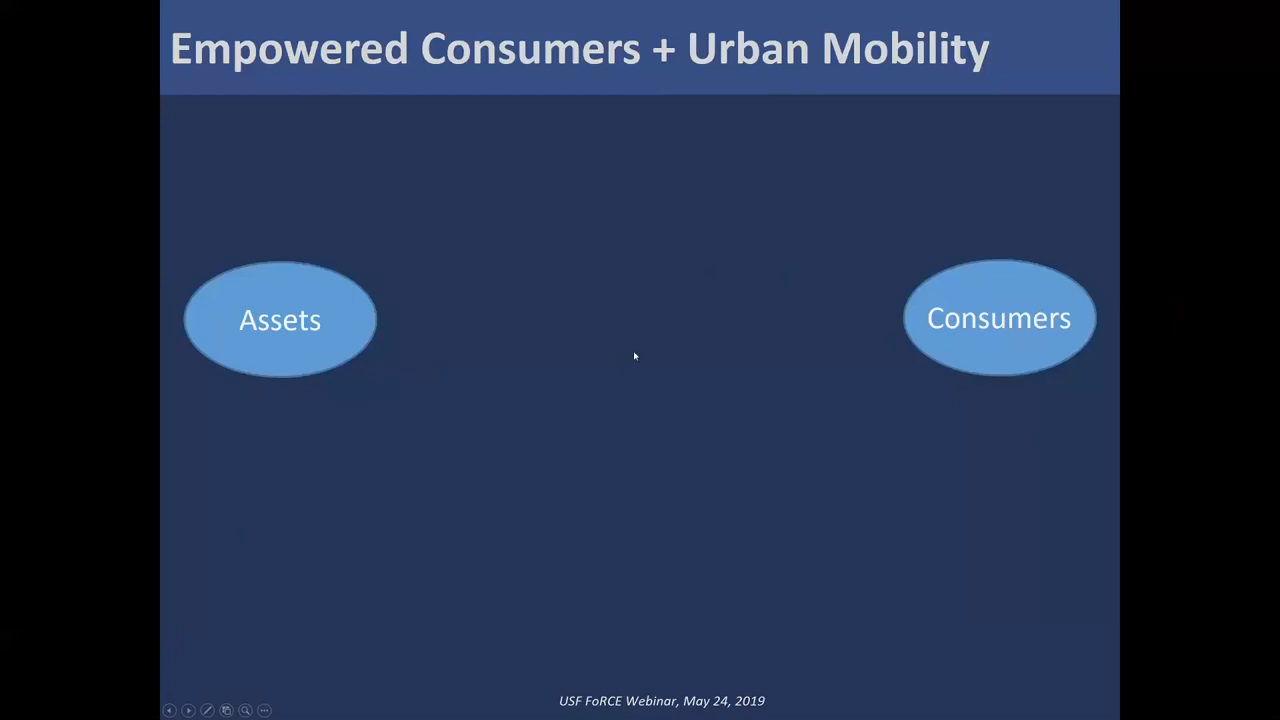 Empowered Consumers + Urban Mobility
Assets
Consumers
USF FoRCE Webinar, May 24, 2019